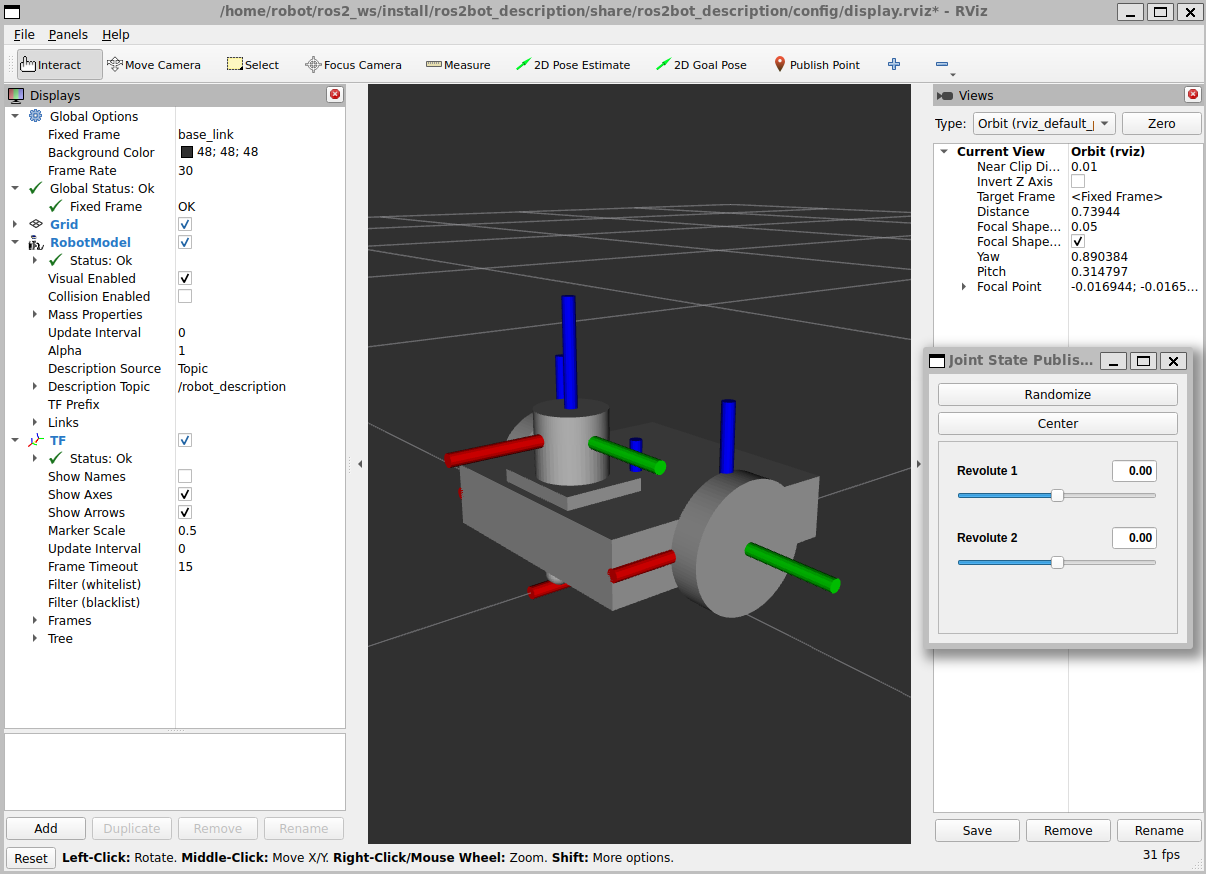 /home/robot/ros2_ws/install/ros2bot_description/share/ros2bot_description/config/display.rviz* - RViz
File Panels Help
Interact Move Camera Select Focus Camera Measure 2D Pose Estimate 2D Goal Pose Publish Point
Displays
Global Options
Fixed Frame base_link
Background Color 48; 48; 48
Frame Rate 30
Global Status: Ok
Fixed Frame OK
Grid
RobotModel
Status: Ok
Visual Enabled
Collision Enabled
Mass Properties
Update Interval 0
Alpha 1
Description Source Topic
Description Topic /robot_description
TF Prefix
Links
TF
Status: Ok
Show Names
Show Axes
Show Arrows
Marker Scale 0.5
Update Interval 0
Frame Timeout 15
Filter (whitelist)
Filter (blacklist)
Frames
Tree
Add Duplicate Remove Rename
Views
Type: Orbit (rviz_default_ Zero
Current View Orbit (rviz)
Near Clip Di... 0.01
Invert Z Axis
Target Frame <Fixed Frame>
Distance 0.73944
Focal Shape... 0.05
Focal Shape...
Yaw 0.890384
Pitch 0.314797
Focal Point -0.016944; -0.0165...
Joint State Publis...
Randomize
Center
Revolute 1 0.00
Revolute 2 0.00
Save Remove Rename
Reset Left-Click: Rotate. Middle-Click: Move X/Y. Right-Click/Mouse Wheel: Zoom. Shift: More options.
31 fps